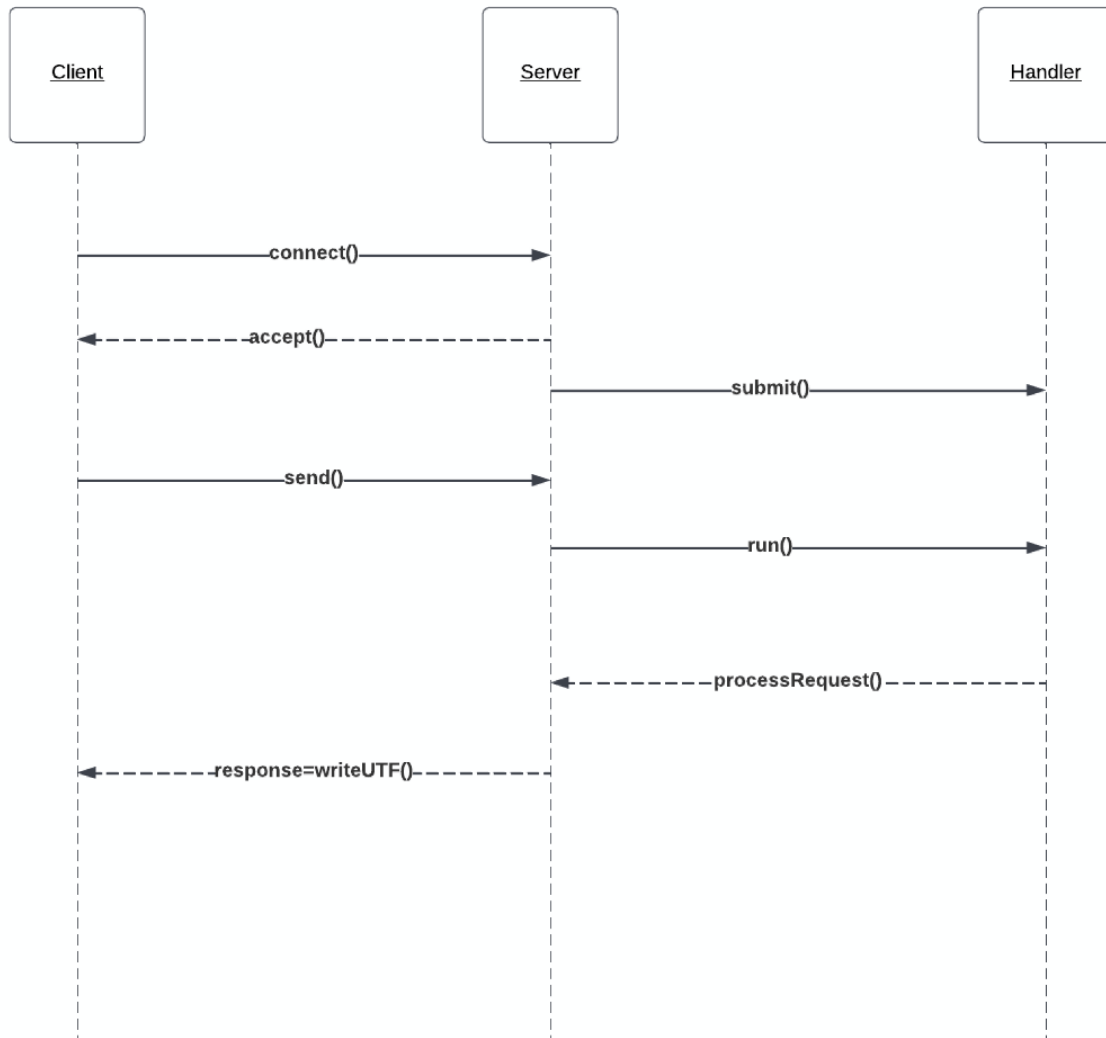 Client
Server
Handler
connect()
accept()
submit()
send()
run()
processRequest()
response=writeUTF()